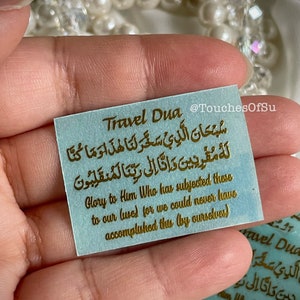 Travel Dua
@TouchesOfSu
سُبْحَانَ الَّذِي سَخَّرَ لَنَا هٰذَا وَمَا كُنَّا
لَهُ مُقْرِنِينَ وَاِنَّا اِلٰى رَبِّنَا لَمُنْقَلِبُونَ
Glory to Him Who has subjected these
to our (use) for we could never have
accomplished this (by ourselves)
Travel Dua